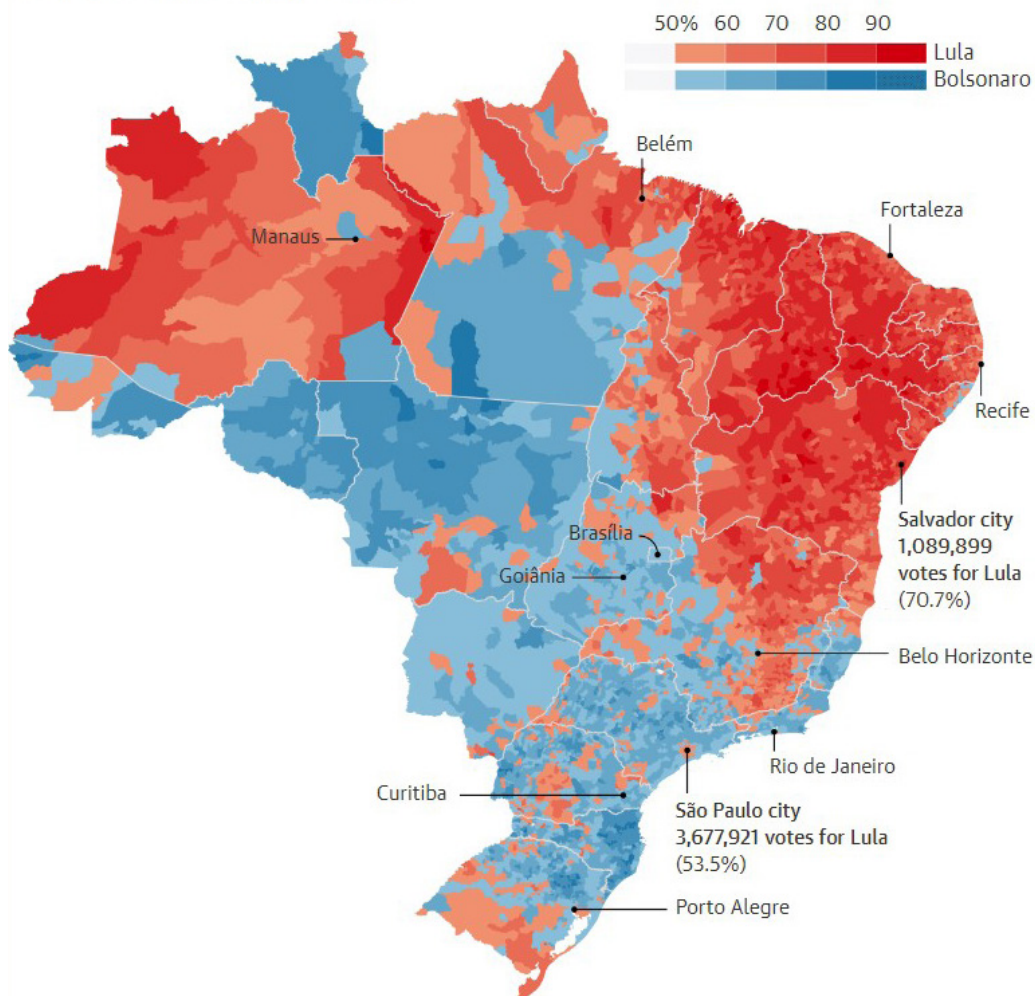 50% 60 70 80 90
Lula
Bolsonaro
Belém
Fortaleza
Manaus
Recife
Salvador city
1,089,899
votes for Lula
(70.7%)
Brasília
Goiânia
Belo Horizonte
Rio de Janeiro
Curitiba
São Paulo city
3,677,921 votes for Lula
(53.5%)
Porto Alegre